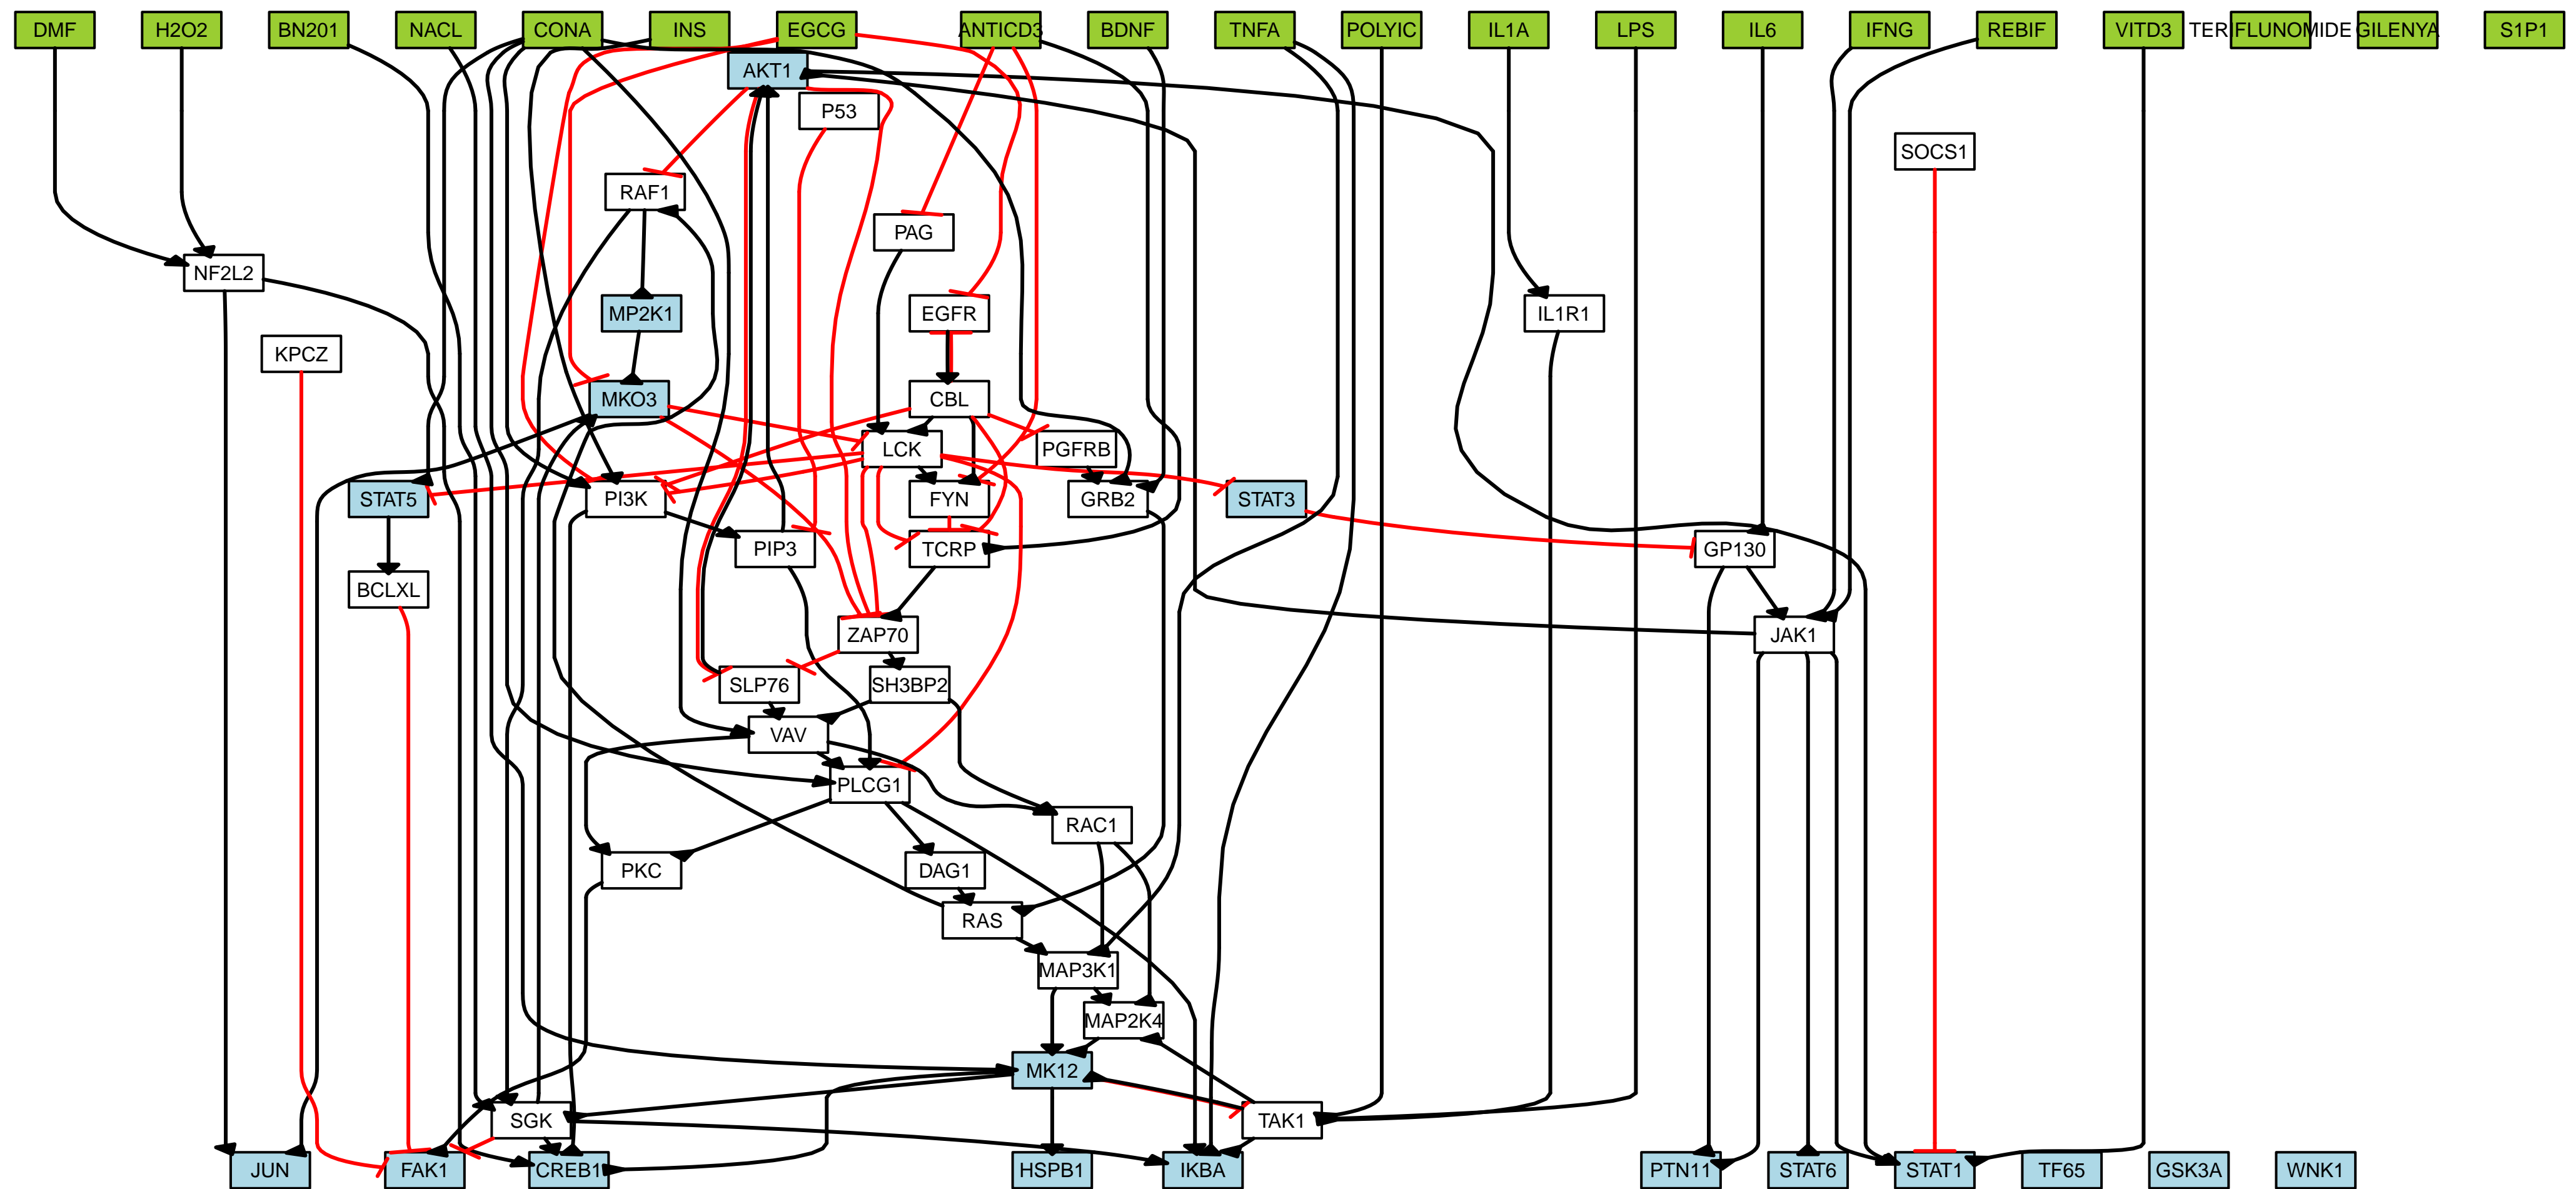 DMF
H2O2
BN201
NACL
CONA
INS
EGCG
ANTICD3
BDNF
TNFA
POLYIC
IL1A
LPS
IL6
IFNG
REBIF
VITD3
TERIFLUNOMIDE
GILENYA
S1P1
AKT1
P53
SOCS1
RAF1
PAG
NF2L2
MP2K1
EGFR
IL1R1
KPCZ
MKO3
CBL
LCK
PGFRB
STAT5
PI3K
FYN
GRB2
STAT3
PIP3
TCRP
GP130
BCLXL
ZAP70
JAK1
SLP76
SH3BP2
VAV
PLCG1
RAC1
PKC
DAG1
RAS
MAP3K1
MAP2K4
MK12
SGK
TAK1
JUN
FAK1
CREB1
HSPB1
IKBA
PTN11
STAT6
STAT1
TF65
GSK3A
WNK1